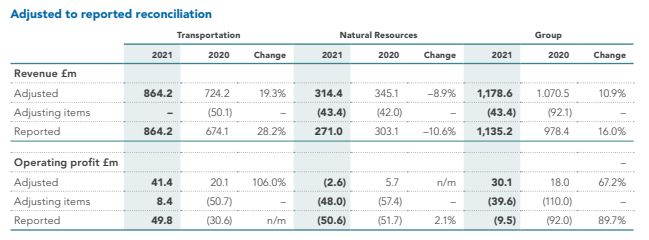 Adjusted to reported reconciliation
Transportation Natural Resources Group
2021 2020 Change 2021 2020 Change 2021 2020 Change
Revenue £m
Adjusted 864.2 724.2 19.3% 314.4 345.1 –8.9% 1,178.6 1.070.5 10.9%
Adjusting items – (50.1) – (43.4) (42.0) – (43.4) (92.1) –
Reported 864.2 674.1 28.2% 271.0 303.1 –10.6% 1,135.2 978.4 16.0%
Operating profit £m –
Adjusted 41.4 20.1 106.0% (2.6) 5.7 n/m 30.1 18.0 67.2%
Adjusting items 8.4 (50.7) – (48.0) (57.4) – (39.6) (110.0) –
Reported 49.8 (30.6) n/m (50.6) (51.7) 2.1% (9.5) (92.0) 89.7%